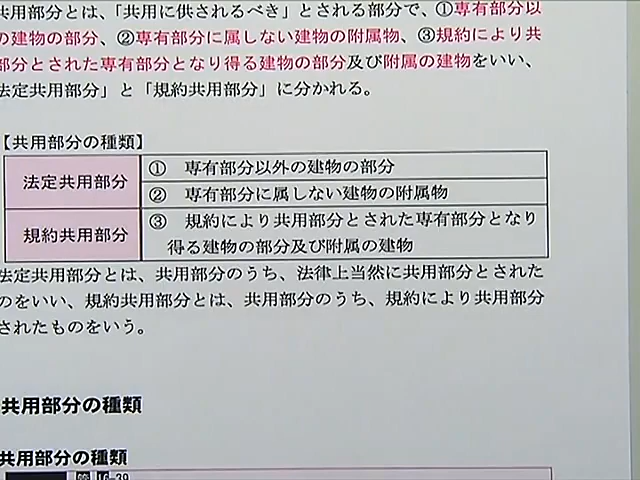 共用部分とは、「共用に供されるべき」とされる部分で、①専有部分以
の建物の部分、②専有部分に属しない建物の附属物、③規約により共
部分とされた専有部分となり得る建物の部分及び附属の建物をいい、
法定共用部分」と「規約共用部分」に分かれる。
【共用部分の種類】
法定共用部分
① 専有部分以外の建物の部分
② 専有部分に属しない建物の附属物
規約共用部分
③ 規約により共用部分とされた専有部分となり
得る建物の部分及び附属の建物
法定共用部分とは、共用部分のうち、法律上当然に共用部分とされた
のをいい、規約共用部分とは、共用部分のうち、規約により共用部分
されたものをいう。
共用部分の種類
共用部分の種類
16-39